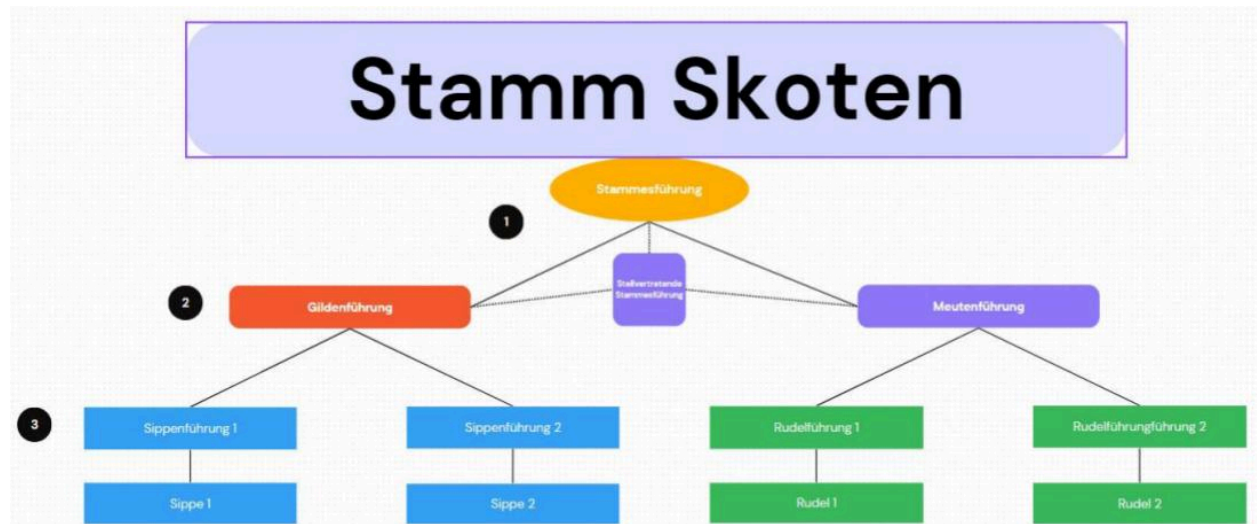 Stamm Skoten
Stammesführung
1
Stellvertretande
Stammesführung
2
Gildenführung
Meutenführung
3
Sippenführung 1
Sippenführung 2
Rudelführung 1
Rudelführungführung 2
Sippe 1
Sippe 2
Rudel 1
Rudel 2